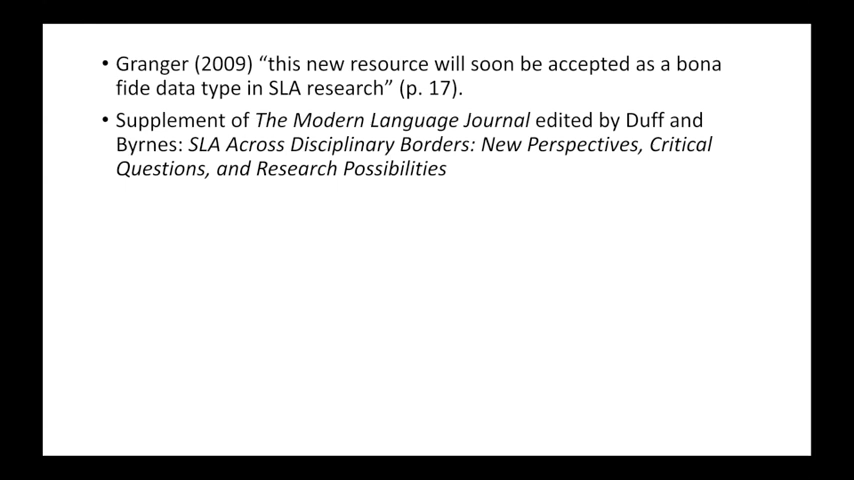 • Granger (2009) “this new resource will soon be accepted as a bona
fide data type in SLA research” (p. 17).
• Supplement of The Modern Language Journal edited by Duff and
Byrnes: SLA Across Disciplinary Borders: New Perspectives, Critical
Questions, and Research Possibilities